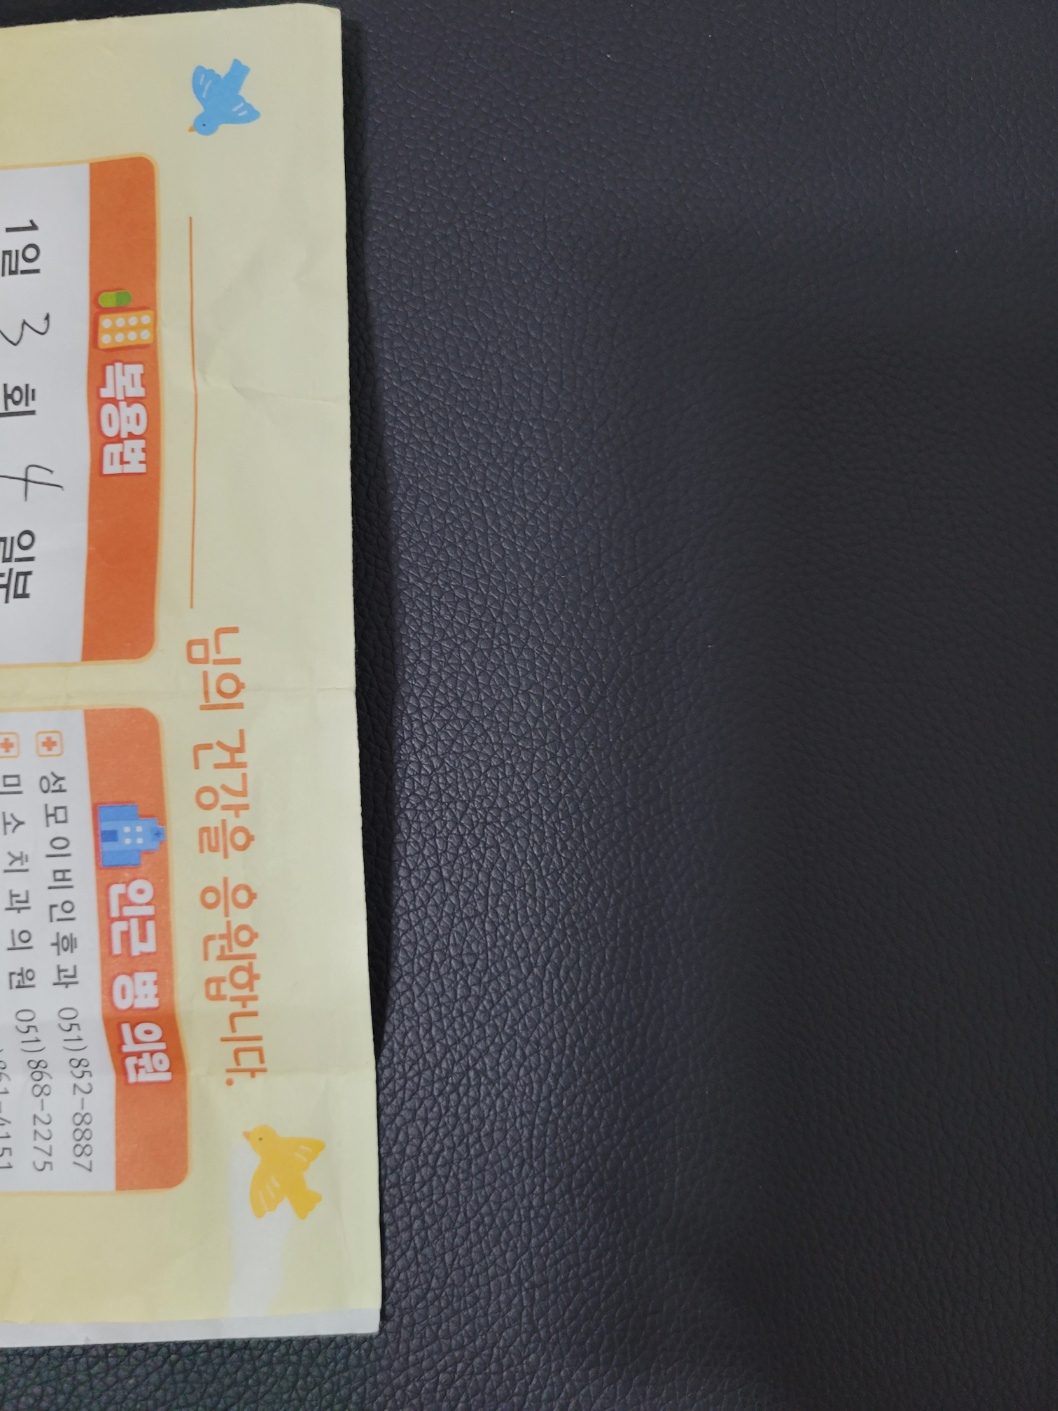 님의 건강을 응원합니다.
복용법
1일 3 회 4 일분
인근 병 의원
성모이비인후과 051)852-8887
미소치과의원 051)868-2275
861-4151